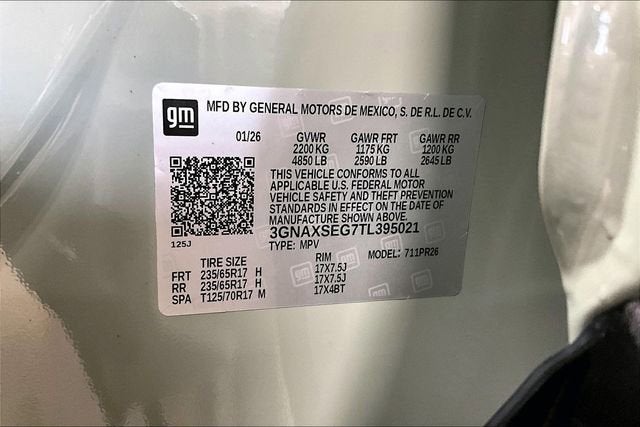 gm
MFD BY GENERAL MOTORS DE MEXICO, S. DE R.L. DE C.V.
01/26 GVWR GAWR FRT GAWR RR
2200 KG 1175 KG 1200 KG
4850 LB 2590 LB 2645 LB
THIS VEHICLE CONFORMS TO ALL
APPLICABLE U.S. FEDERAL MOTOR
VEHICLE SAFETY AND THEFT PREVENTION
STANDARDS IN EFFECT ON THE DATE OF
MANUFACTURE SHOWN ABOVE.
3GNAXSEG7TL395021
125J TYPE: MPV MODEL: 711PR26
TIRE SIZE RIM
FRT 235/65R17 H 17X7.5J
RR 235/65R17 H 17X7.5J
SPA T125/70R17 M 17X4BT